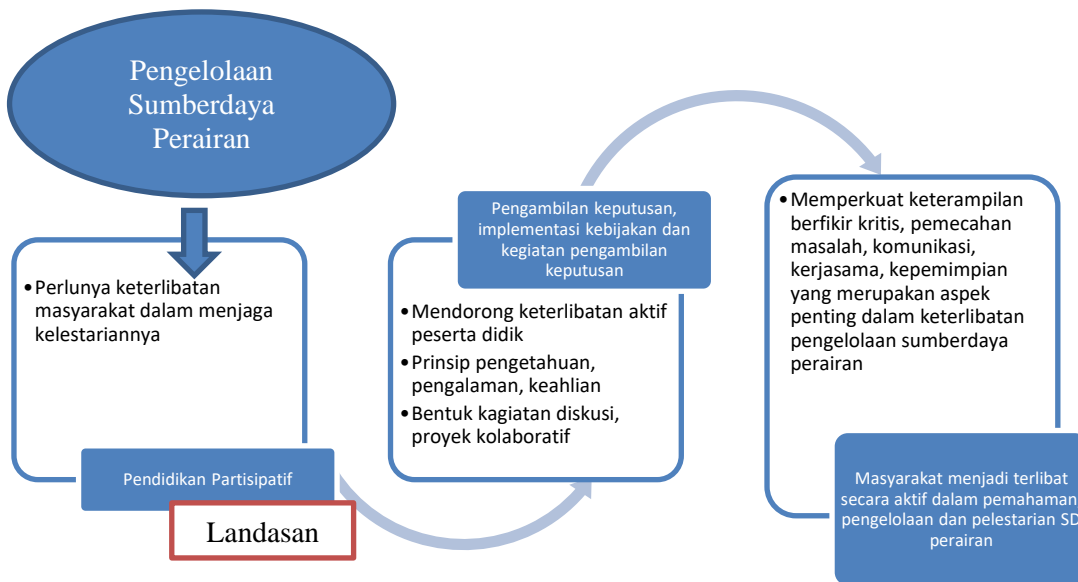 Pengelolaan
Sumberdaya
Perairan
•Perlunya keterlibatan
masyarakat dalam menjaga
kelestariannya
Pendidikan Partisipatif
Landasan
Pengambilan keputusan,
implementasi kebijakan dan
kegiatan pengambilan
keputusan
•Mendorong keterlibatan aktif
peserta didik
•Prinsip pengetahuan,
pengalaman, keahlian
•Bentuk kagiatan diskusi,
proyek kolaboratif
•Memperkuat keterampilan
berfikir kritis, pemecahan
masalah, komunikasi,
kerjasama, kepemimpian
yang merupakan aspek
penting dalam keterlibatan
pengelolaan sumberdaya
perairan
Masyarakat menjadi terlibat
secara aktif dalam pemahaman
pengelolaan dan pelestarian SD
perairan